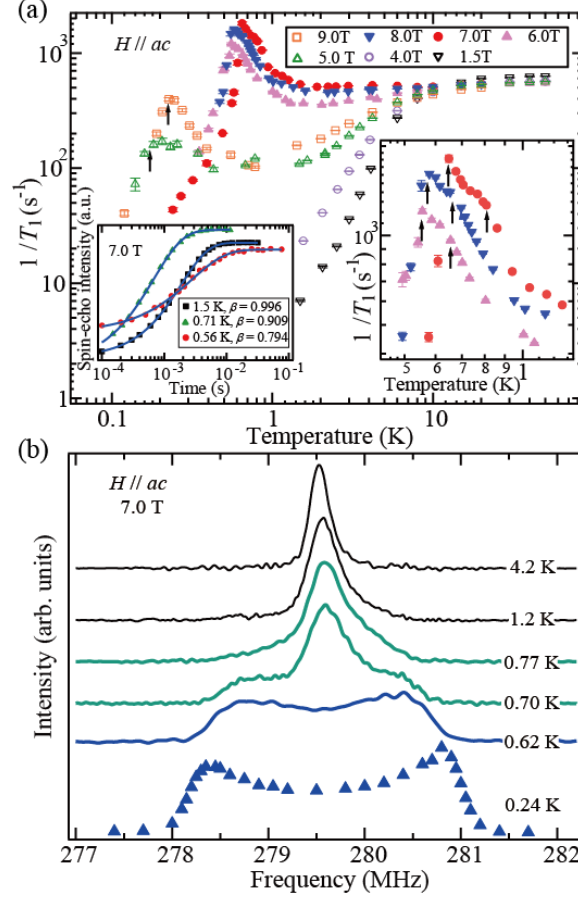 (a)
H // ac
9.0T 8.0T 7.0T 6.0T
5.0 T 4.0T 1.5T
10³
10²
10
1
1 / T₁ (s⁻¹)
7.0 T
Spin-echo intensity (a.u.)
1.5 K, β = 0.996
0.71 K, β = 0.909
0.56 K, β = 0.794
10⁻⁴ 10⁻³ 10⁻² 10⁻¹
Time (s)
1 / T₁ (s⁻¹)
10³
5 6 7 8 9 1
Temperature (K)
0.1 1 10
Temperature (K)
(b)
H // ac
7.0 T
Intensity (arb. units)
4.2 K
1.2 K
0.77 K
0.70 K
0.62 K
0.24 K
277 278 279 280 281 282
Frequency (MHz)